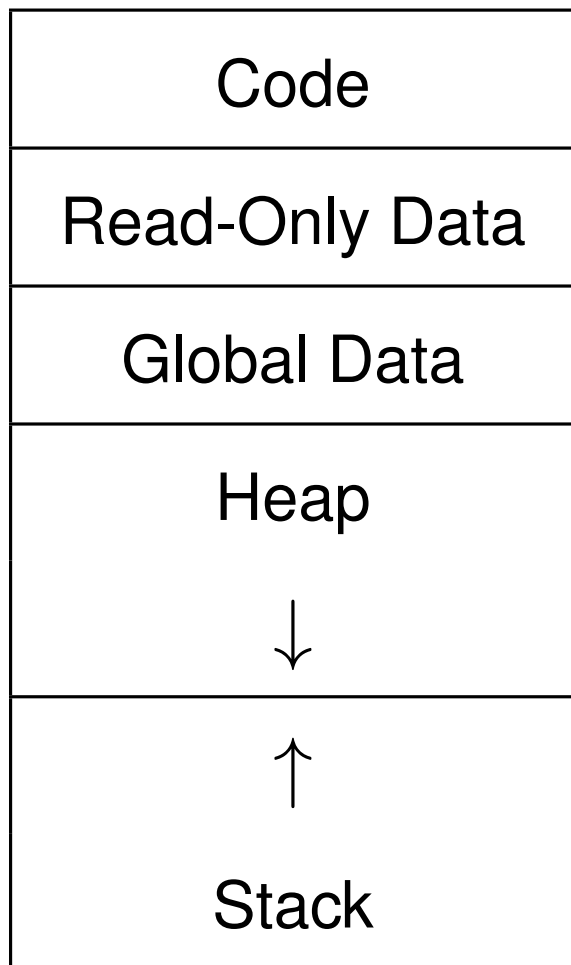 Code
Read-Only Data
Global Data
Heap
↓
↑
Stack